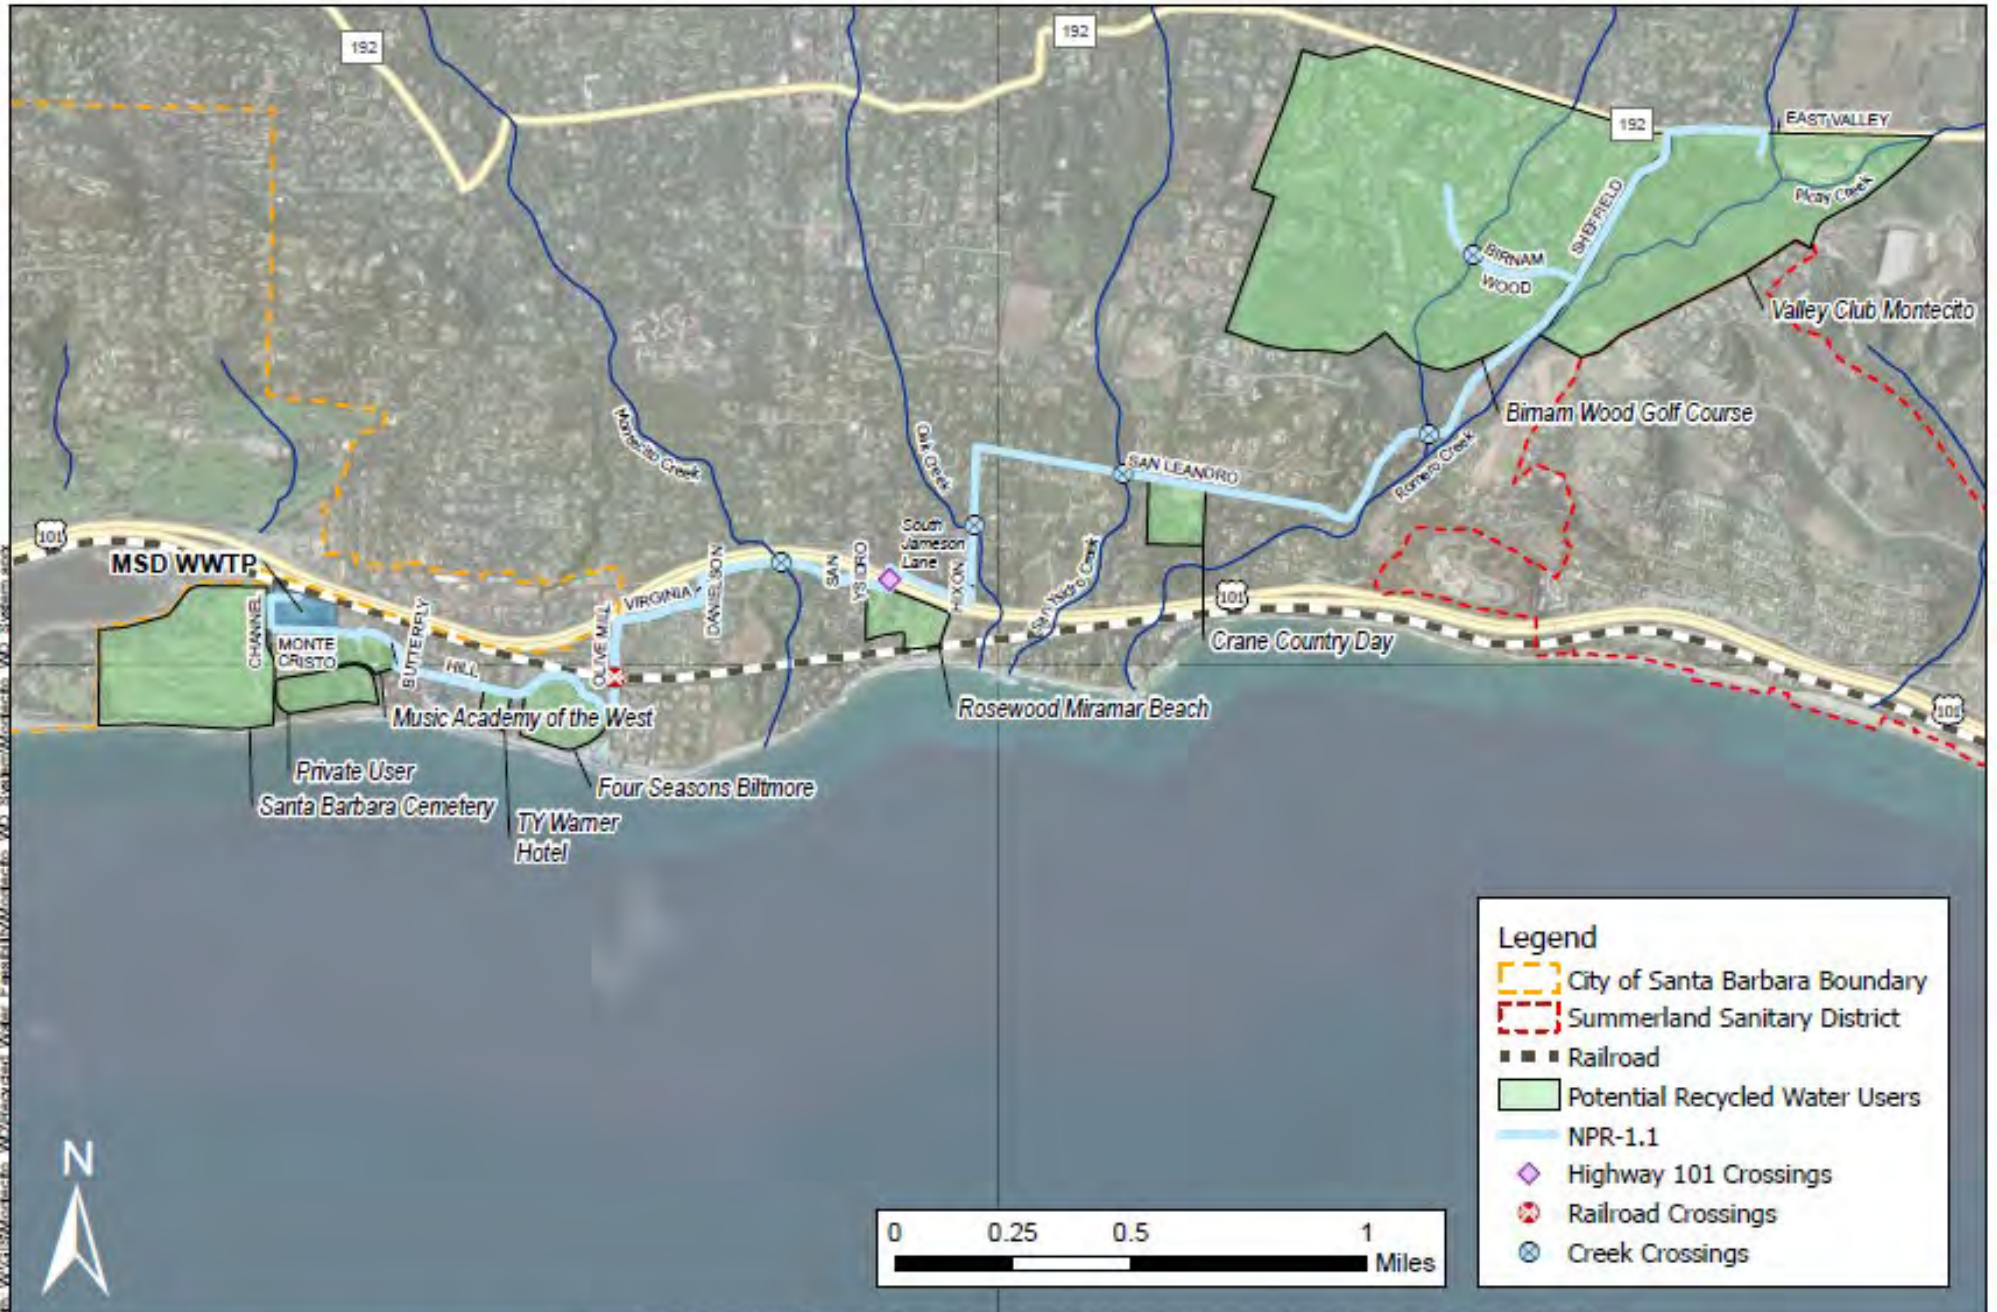 192
192
192
EAST VALLEY
Picay Creek
SHEFFIELD
BIRNAM
WOOD
Valley Club Montecito
Birnam Wood Golf Course
Montecito Creek
Oak Creek
SAN LEANDRO
Romero Creek
101
MSD WWTP
South
Jameson
Lane
SAN
YSIDRO
HIXON
San Ysidro Creek
DANIELSON
VIRGINIA
OLIVE MILL
BUTTERFLY
CHANNEL
MONTE
CRISTO
HILL
101
Crane Country Day
101
Rosewood Miramar Beach
Music Academy of the West
Private User
Santa Barbara Cemetery
Four Seasons Biltmore
TY Warner
Hotel
Legend
City of Santa Barbara Boundary
Summerland Sanitary District
Railroad
Potential Recycled Water Users
NPR-1.1
Highway 101 Crossings
Railroad Crossings
Creek Crossings
N
0 0.25 0.5 1
Miles